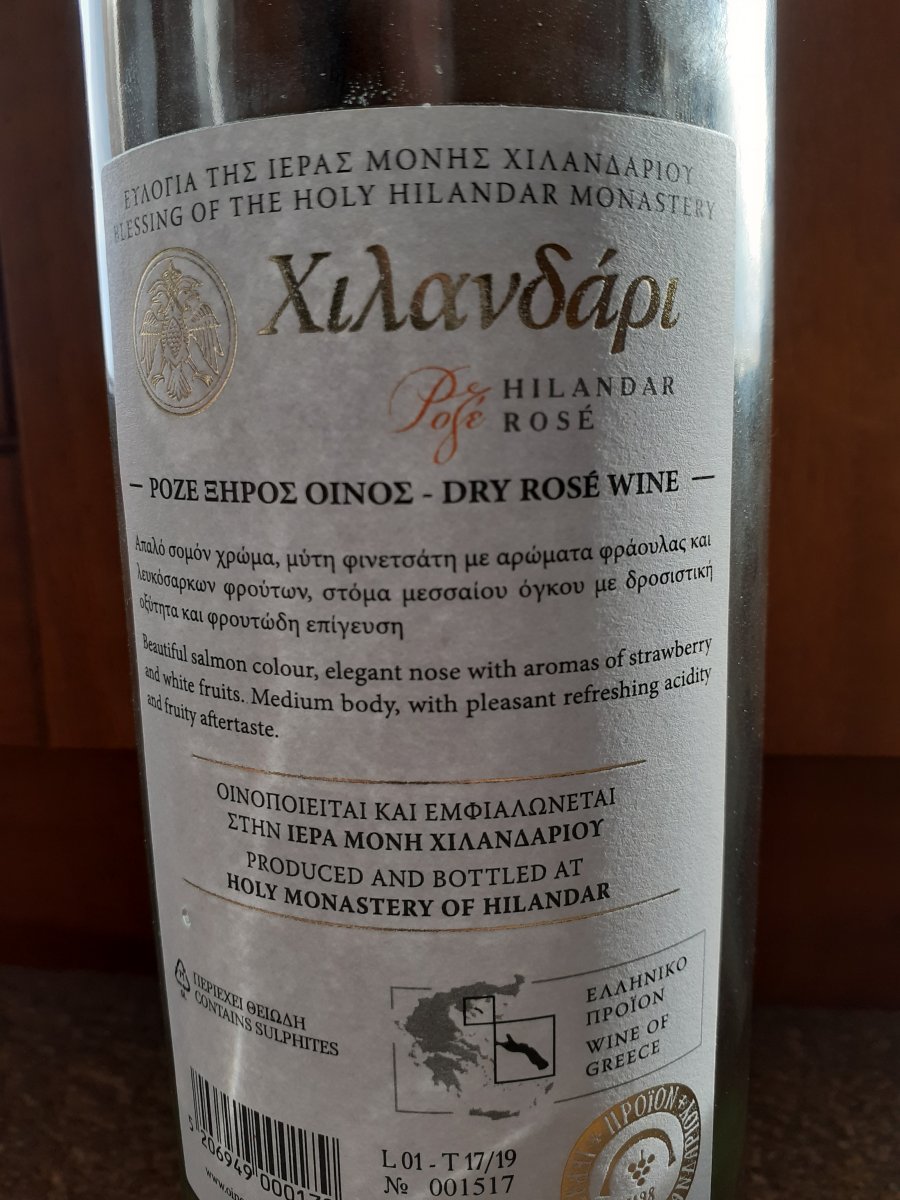 ΕΥΛΟΓΙΑ ΤΗΣ ΙΕΡΑΣ ΜΟΝΗΣ ΧΙΛΑΝΔΑΡΙΟΥ
BLESSING OF THE HOLY HILANDAR MONASTERY
Χιλανδάρι
Ροζέ
HILANDAR
ROSÉ
— ΡΟΖΕ ΞΗΡΟΣ ΟΙΝΟΣ - DRY ROSÉ WINE —
Απαλό σομόν χρώμα, μύτη φινετσάτη με αρώματα φράουλας και
λευκόσαρκων φρούτων, στόμα μεσσαίου όγκου με δροσιστική
οξύτητα και φρουτώδη επίγευση
Beautiful salmon colour, elegant nose with aromas of strawberry
and white fruits. Medium body, with pleasant refreshing acidity
and fruity aftertaste.
ΟΙΝΟΠΟΙΕΙΤΑΙ ΚΑΙ ΕΜΦΙΑΛΩΝΕΤΑΙ
ΣΤΗΝ ΙΕΡΑ ΜΟΝΗ ΧΙΛΑΝΔΑΡΙΟΥ
PRODUCED AND BOTTLED AT
HOLY MONASTERY OF HILANDAR
ΠΕΡΙΕΧΕΙ ΘΕΙΩΔΗ
CONTAINS SULPHITES
ΕΛΛΗΝΙΚΟ
ΠΡΟΪΟΝ
WINE OF
GREECE
ΠΡΟΪΟΝ
L 01 - T 17/19
№ 001517